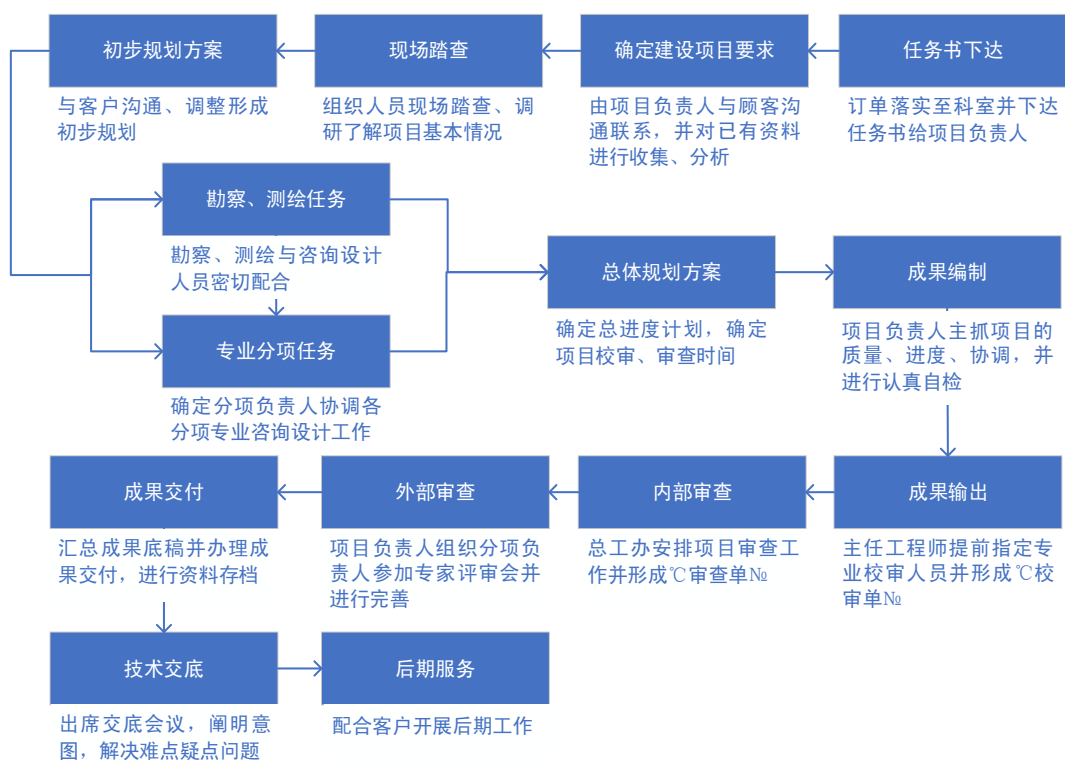 初步规划方案
现场踏查
确定建设项目要求
任务书下达
与客户沟通、调整形成
初步规划
组织人员现场踏查、调
研了解项目基本情况
由项目负责人与顾客沟
通联系，并对已有资料
进行收集、分析
订单落实至科室并下达
任务书给项目负责人
勘察、测绘任务
勘察、测绘与咨询设计
人员密切配合
专业分项任务
确定分项负责人协调各
分项专业咨询设计工作
总体规划方案
确定总进度计划，确定
项目校审、审查时间
成果编制
项目负责人主抓项目的
质量、进度、协调，并
进行认真自检
成果交付
外部审查
内部审查
成果输出
汇总成果底稿并办理成
果交付，进行资料存档
项目负责人组织分项负
责人参加专家评审会并
进行完善
总工办安排项目审查工
作并形成℃审查单№
主任工程师提前指定专
业校审人员并形成℃校
审单№
技术交底
后期服务
出席交底会议，阐明意
图，解决难点疑点问题
配合客户开展后期工作